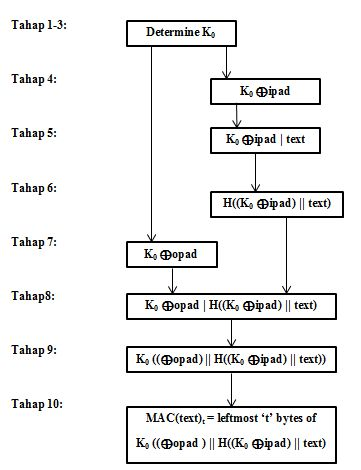 Tahap 1-3:
Determine K₀
Tahap 4:
K₀ ⊕ipad
Tahap 5:
K₀ ⊕ipad | text
Tahap 6:
H((K₀ ⊕ipad) || text)
Tahap 7:
K₀ ⊕opad
Tahap8:
K₀ ⊕opad | H((K₀ ⊕ipad) || text)
Tahap 9:
K₀ ((⊕opad) || H((K₀ ⊕ipad) || text))
Tahap 10:
MAC(text)ₜ = leftmost ‘t’ bytes of
K₀ ((⊕opad ) || H((K₀ ⊕ipad) || text)